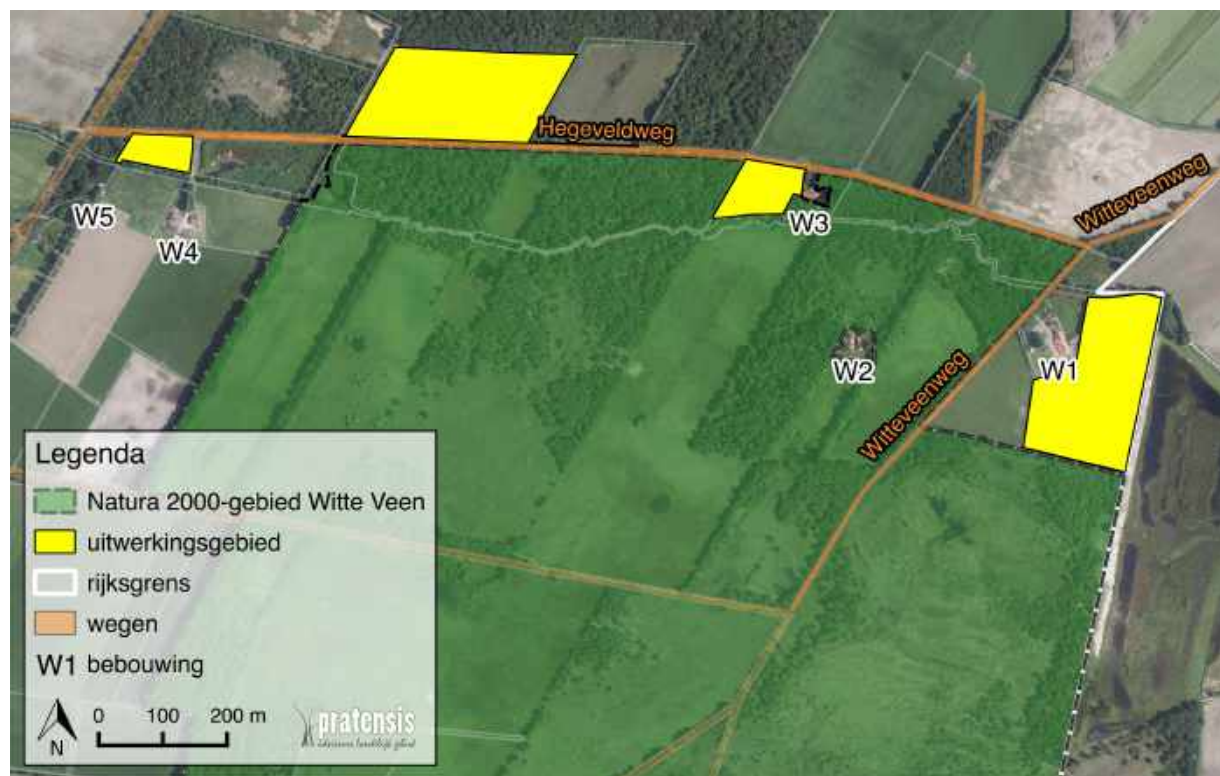 Hegeveldweg
Witteveenweg
W5
W3
W4
W2
W1
Witteveenweg
Legenda
Natura 2000-gebied Witte Veen
uitwerkingsgebied
rijksgrens
wegen
W1 bebouwing
0 100 200 m
N
pratensis